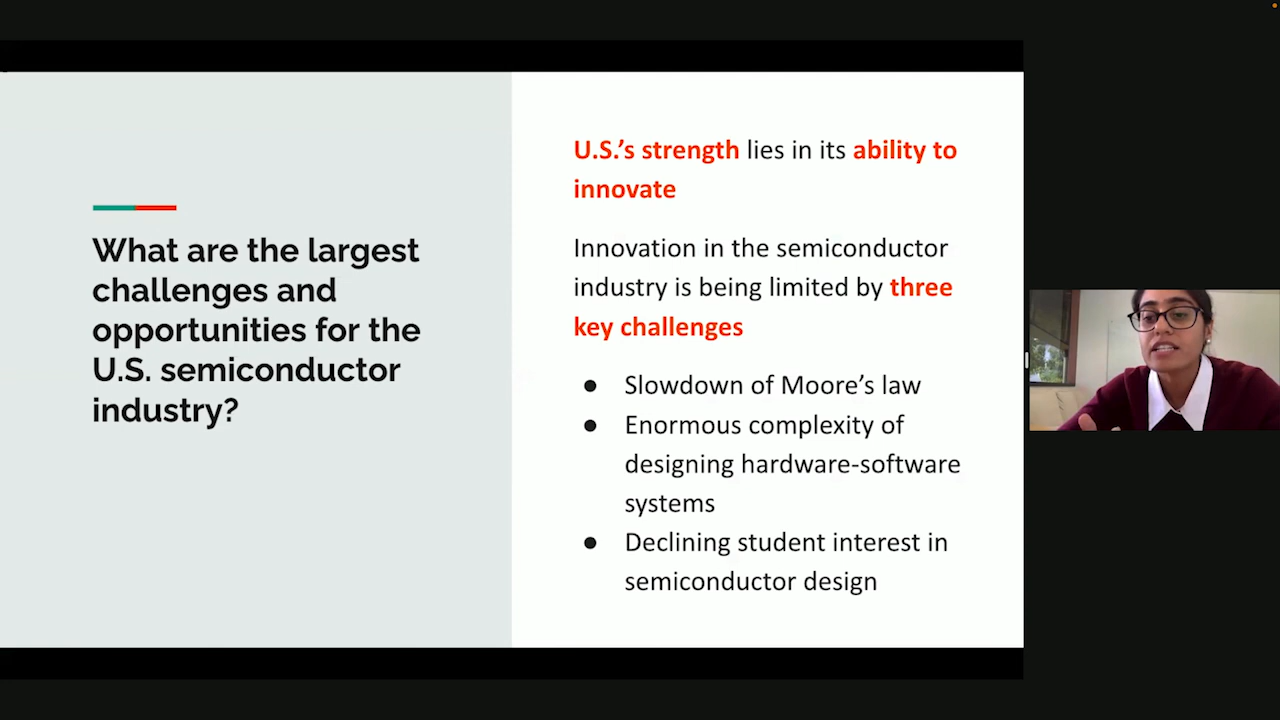 What are the largest
challenges and
opportunities for the
U.S. semiconductor
industry?
U.S.’s strength lies in its ability to
innovate
Innovation in the semiconductor
industry is being limited by three
key challenges
● Slowdown of Moore’s law
● Enormous complexity of
designing hardware-software
systems
● Declining student interest in
semiconductor design